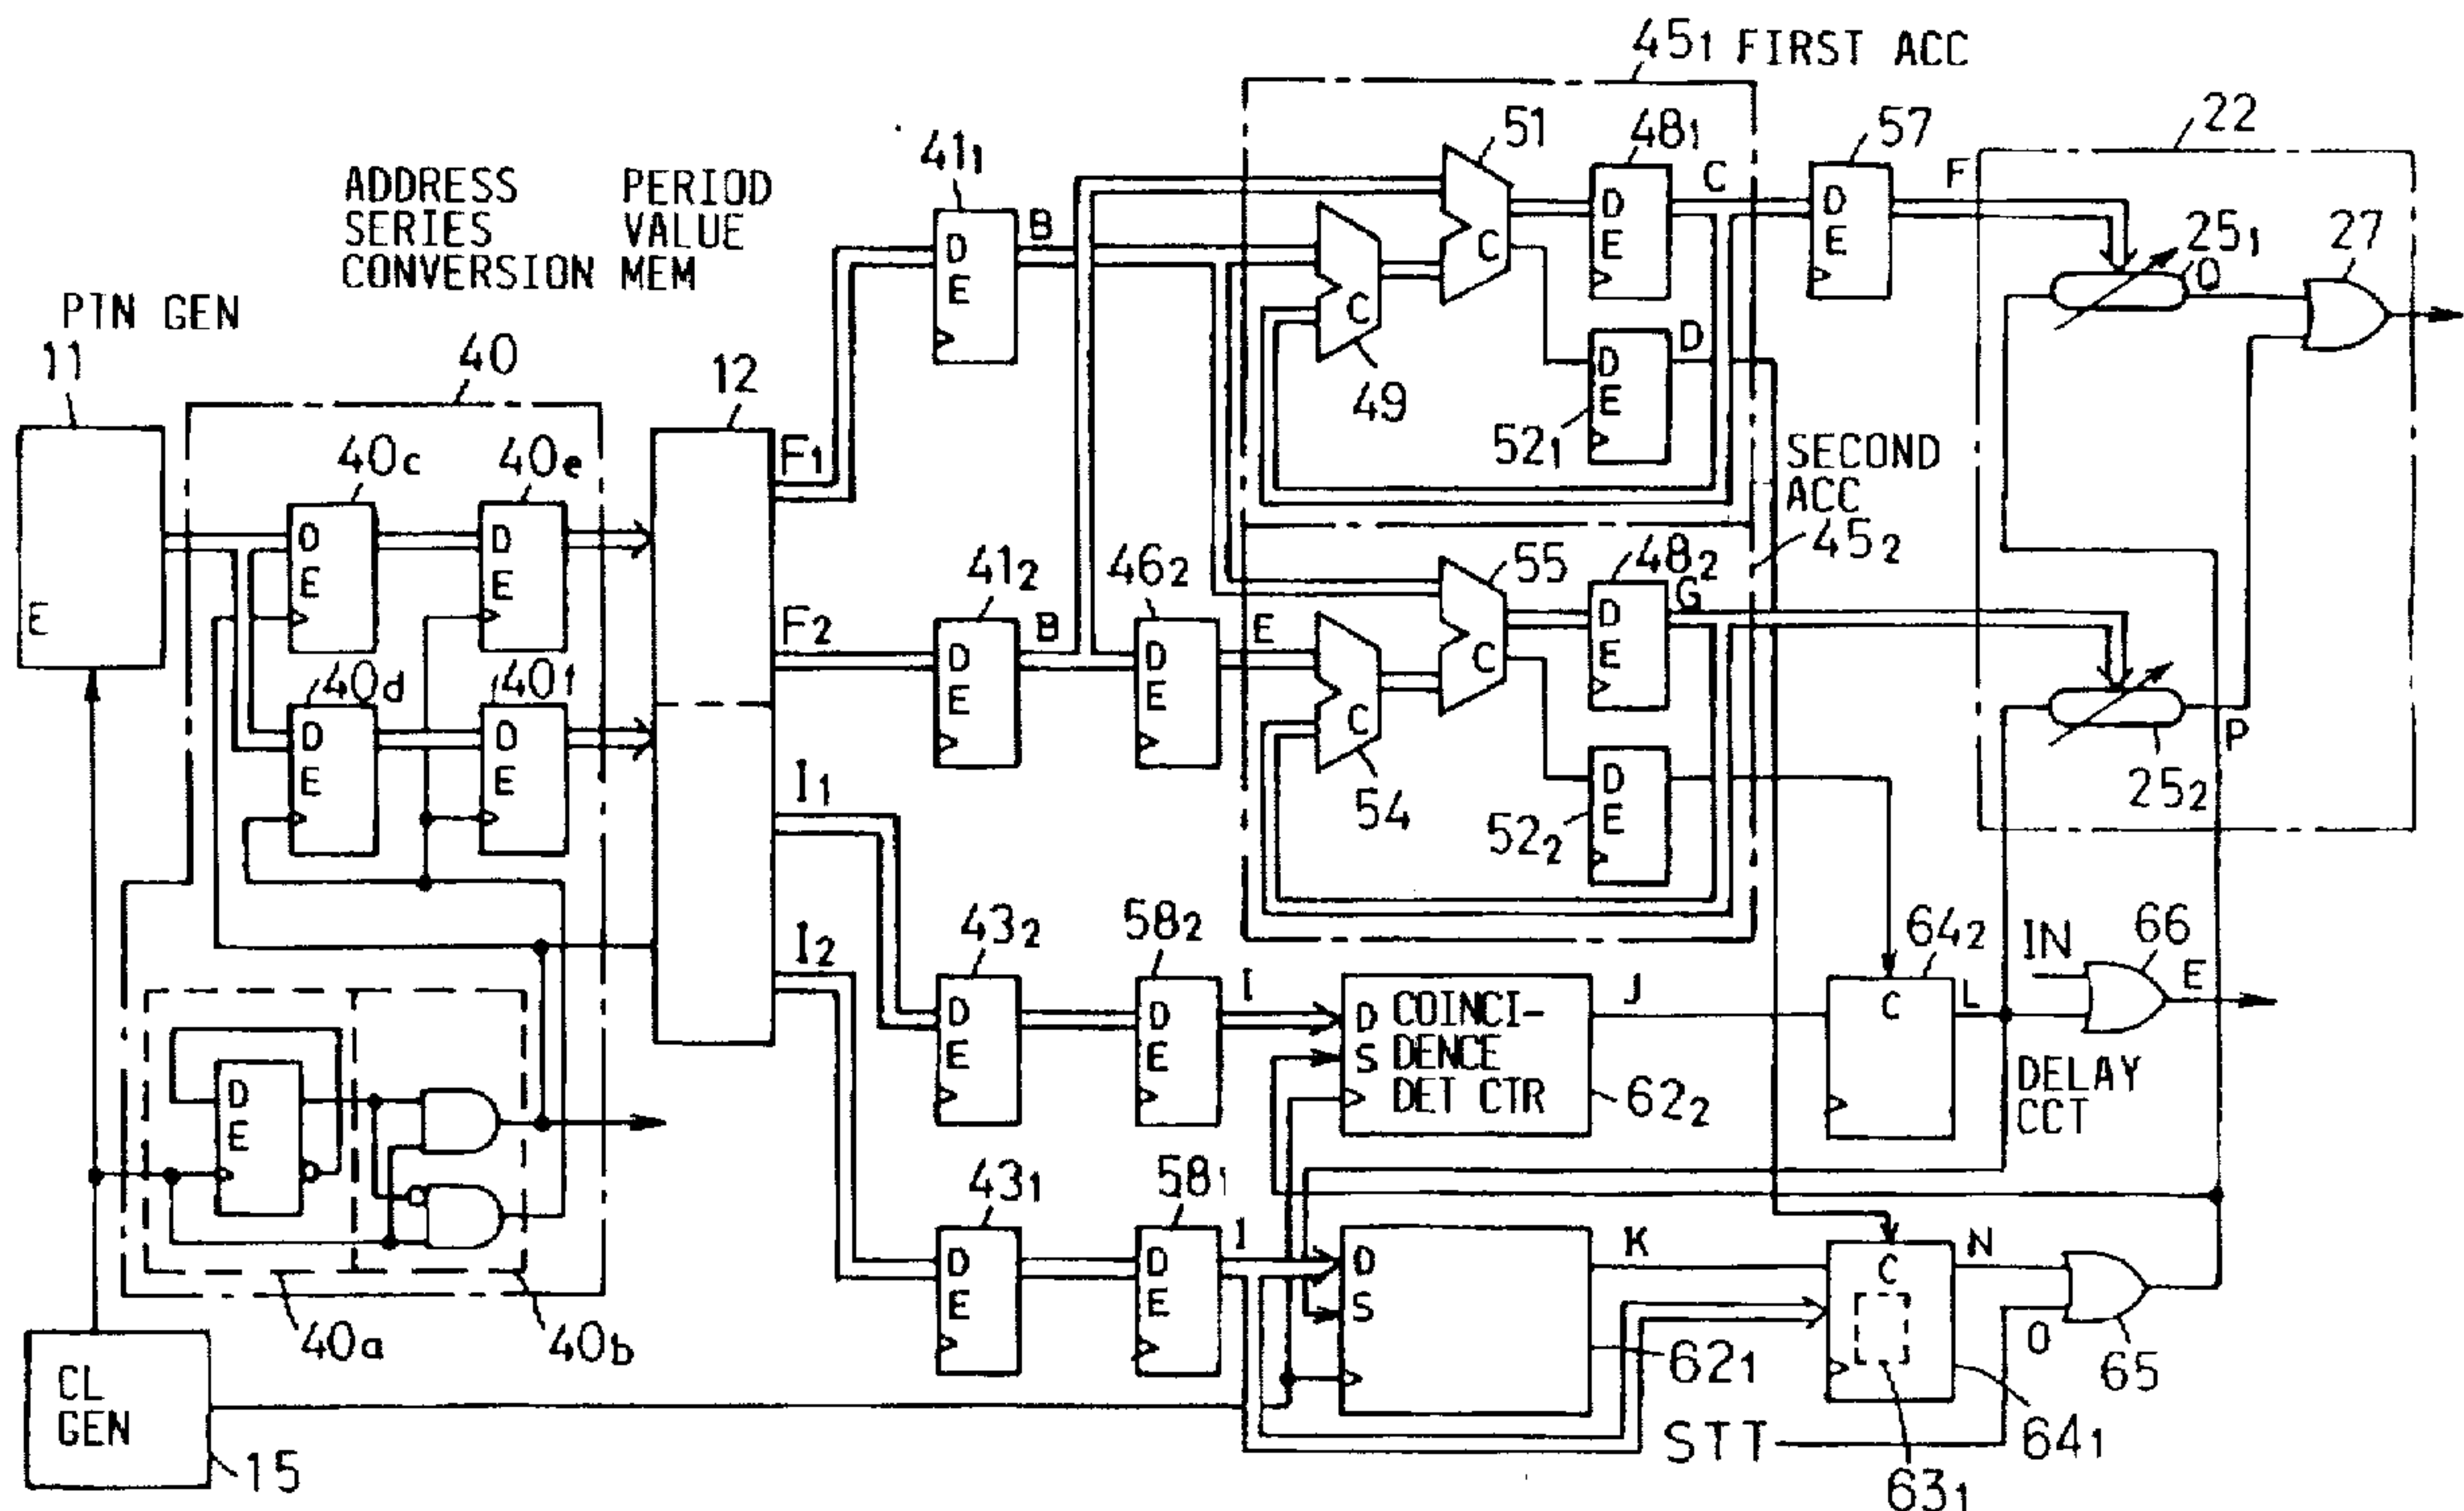 45₁ FIRST ACC
51
48₁
57
22
41₁
C
F
ADDRESS
SERIES
CONVERSION
PERIOD
VALUE
MEM
D
E
B
D
E
D
E
25₁
O
27
C
C
PTN GEN
11
40
12
49
D
D
E
52₁
F₁
40c
40e
SECOND
ACC
45₂
D
E
D
E
41₂
46₂
55
48₂
G
E
F₂
B
E
D
E
D
E
D
E
C
C
40d
40f
D
E
D
E
P
25₂
54
D
E
52₂
I₁
43₂
58₂
64₂
IN
66
E
I₂
D
E
D
E
I
D
S
COINCI-
DENCE
DET CTR
J
C
L
62₂
DELAY
CCT
D
E
43₁
58₁
D
E
D
E
I
D
S
K
C
N
O
65
62₁
64₁
63₁
40a
40b
CL
GEN
15
STT